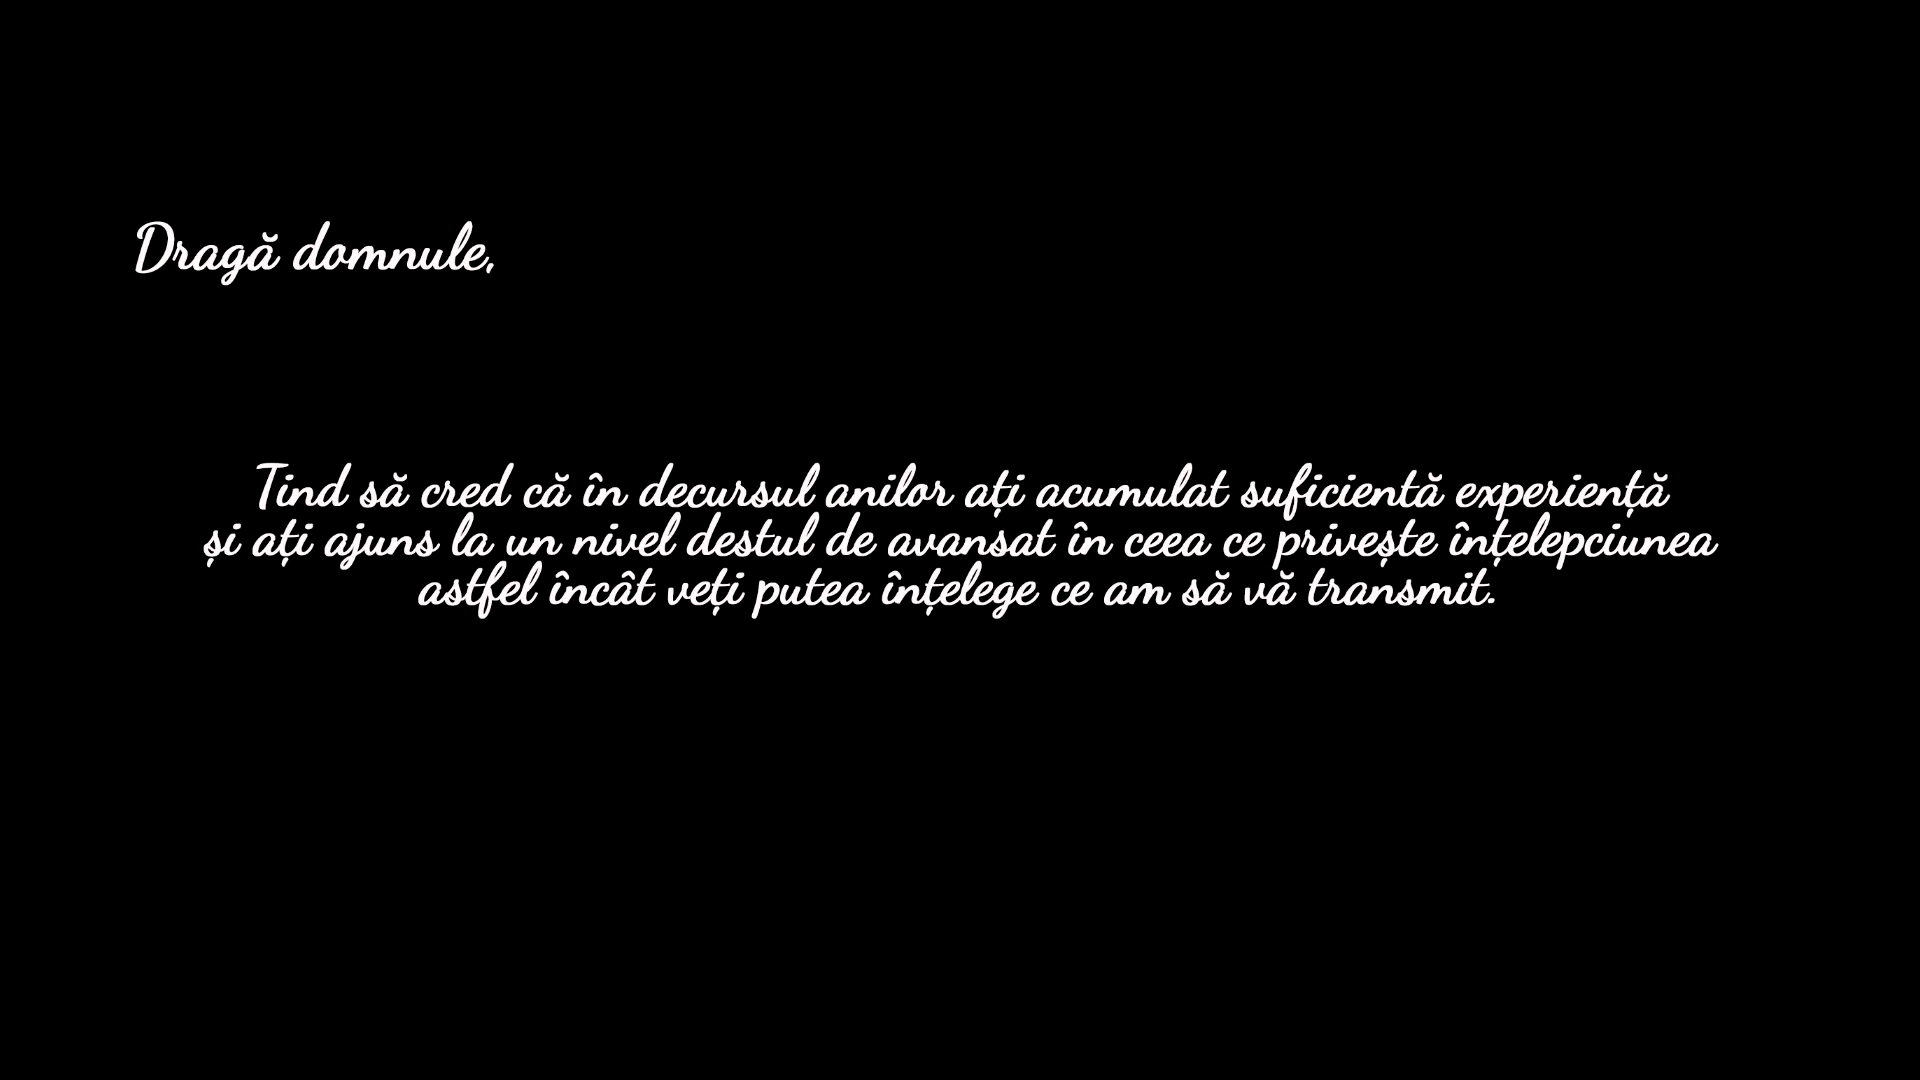 Dragă domnule,
Tind să cred că în decursul anilor ați acumulat suficientă experiență
și ați ajuns la un nivel destul de avansat în ceea ce privește înțelepciunea
astfel încât veți putea înțelege ce am să vă transmit.